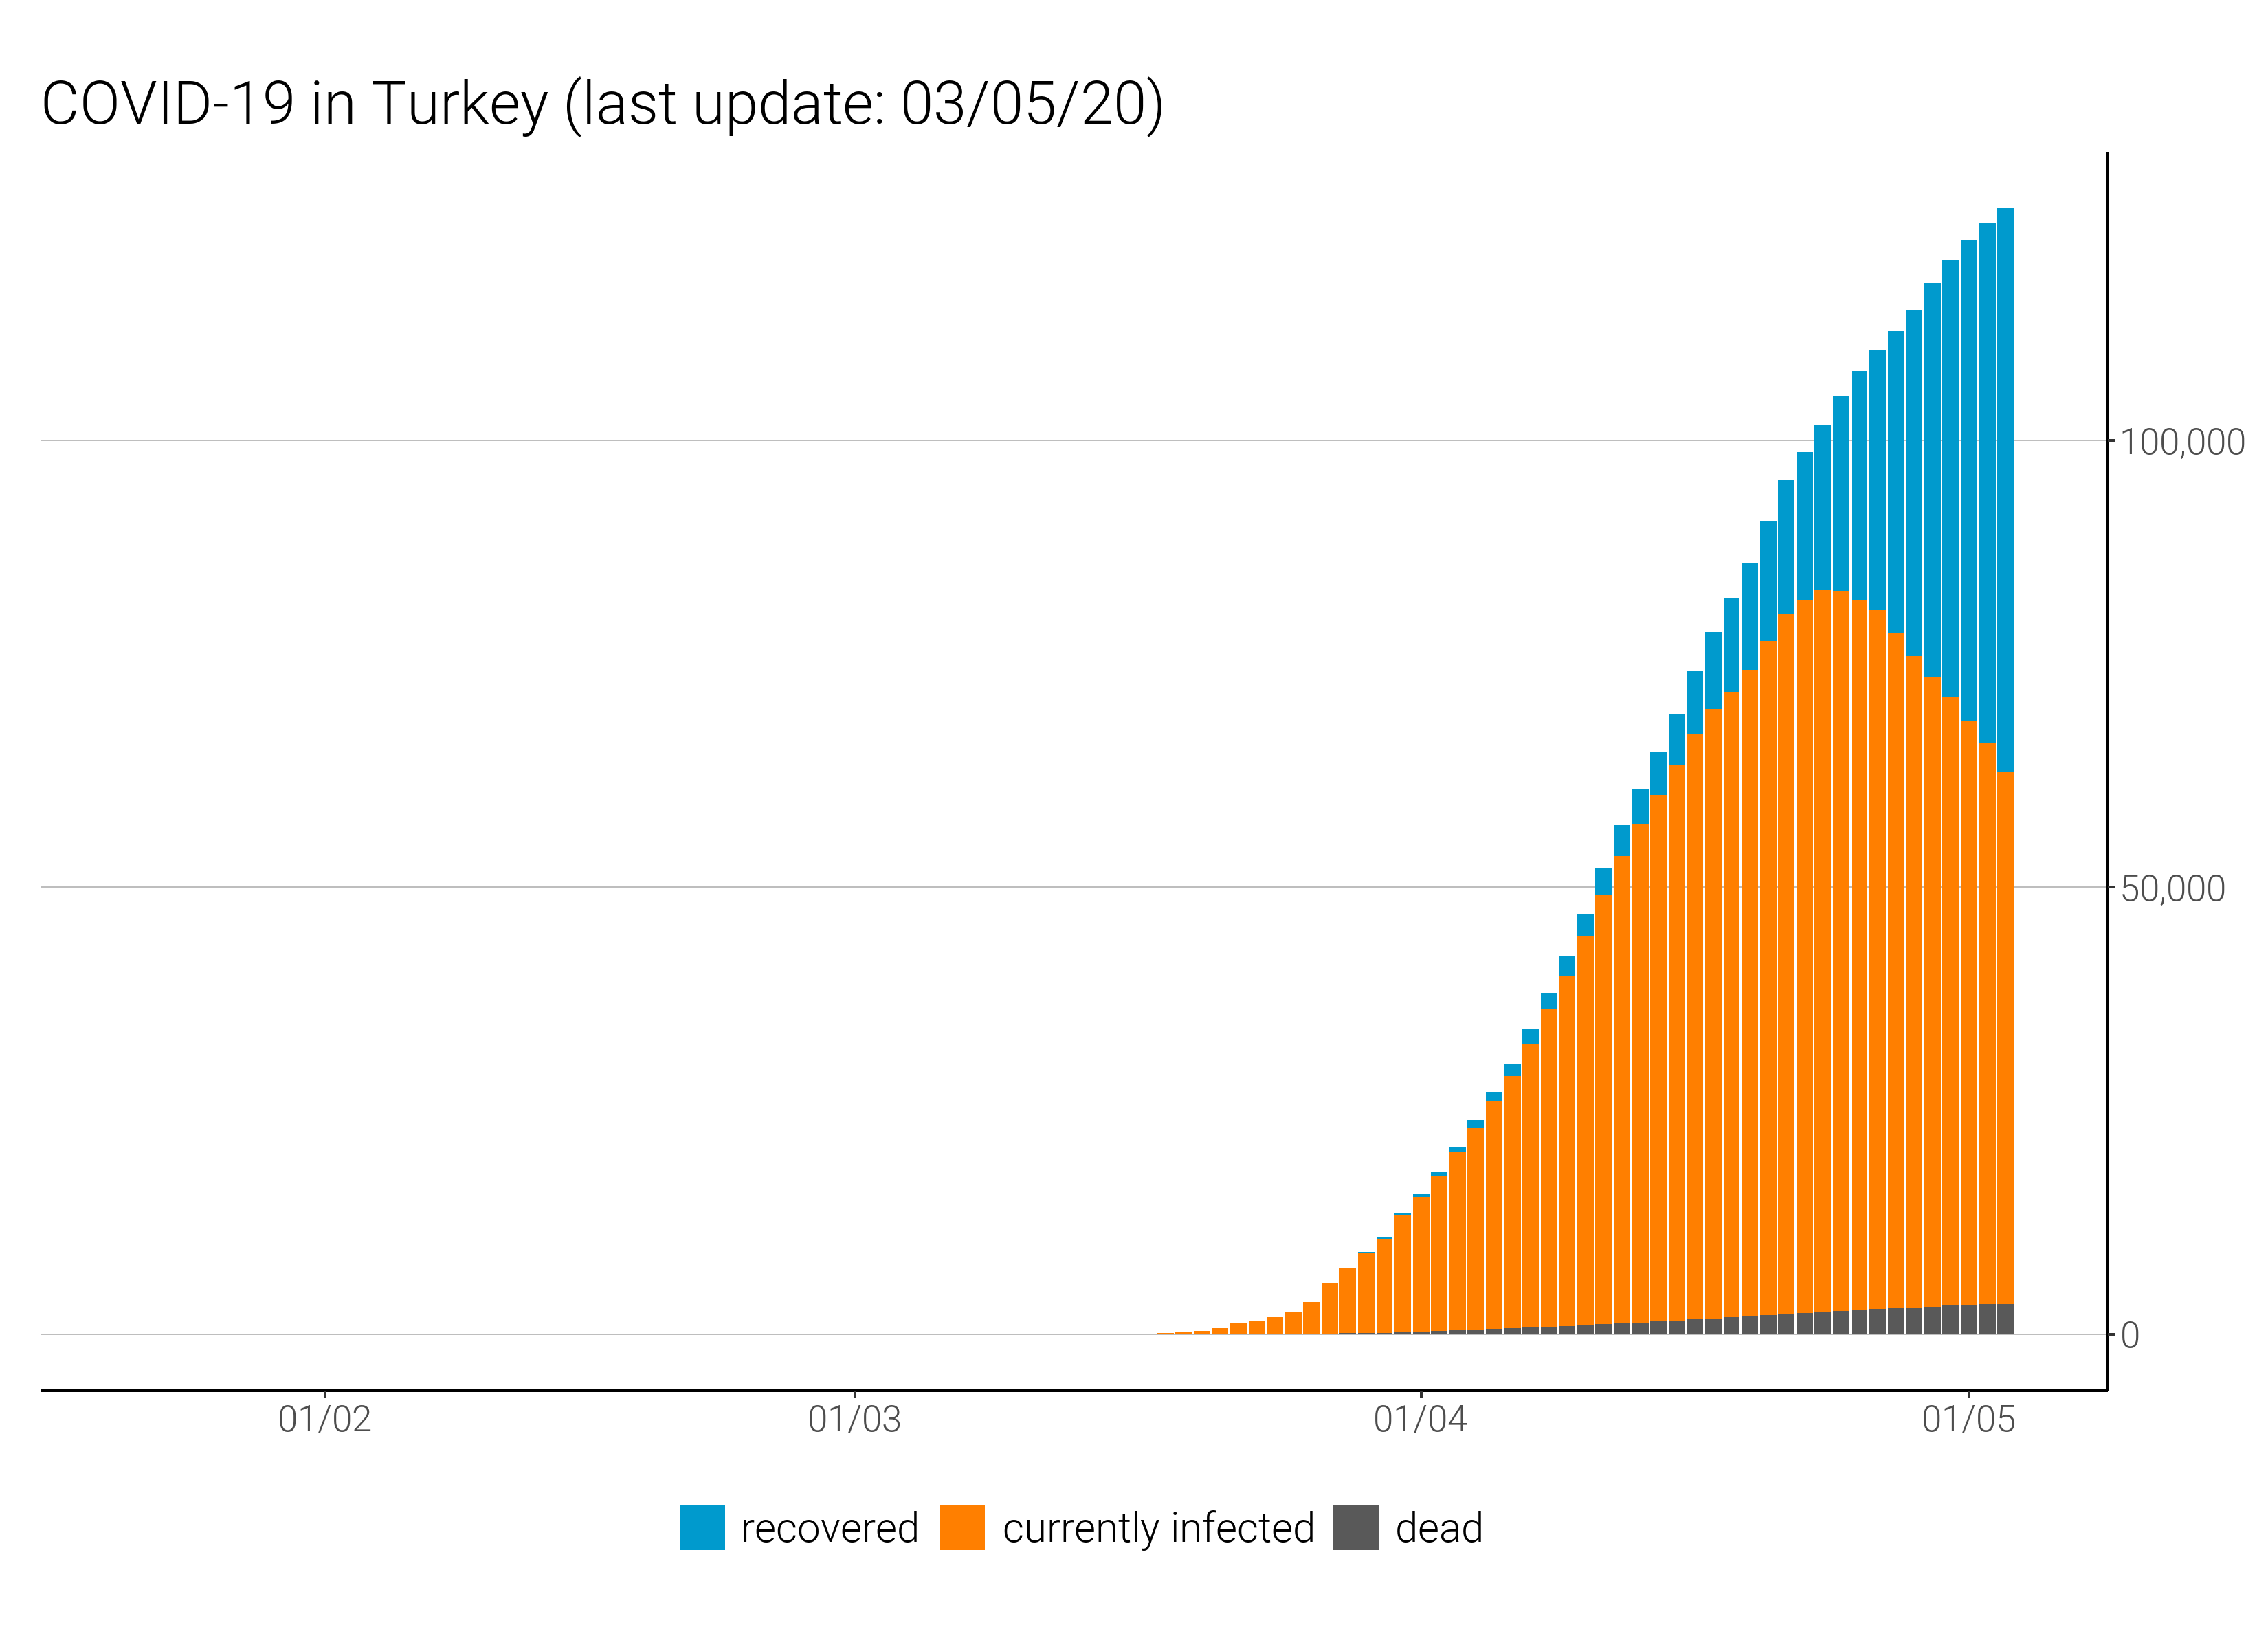 COVID-19 in Turkey (last update: 03/05/20)
100,000
50,000
0
01/02 01/03 01/04 01/05
recovered currently infected dead